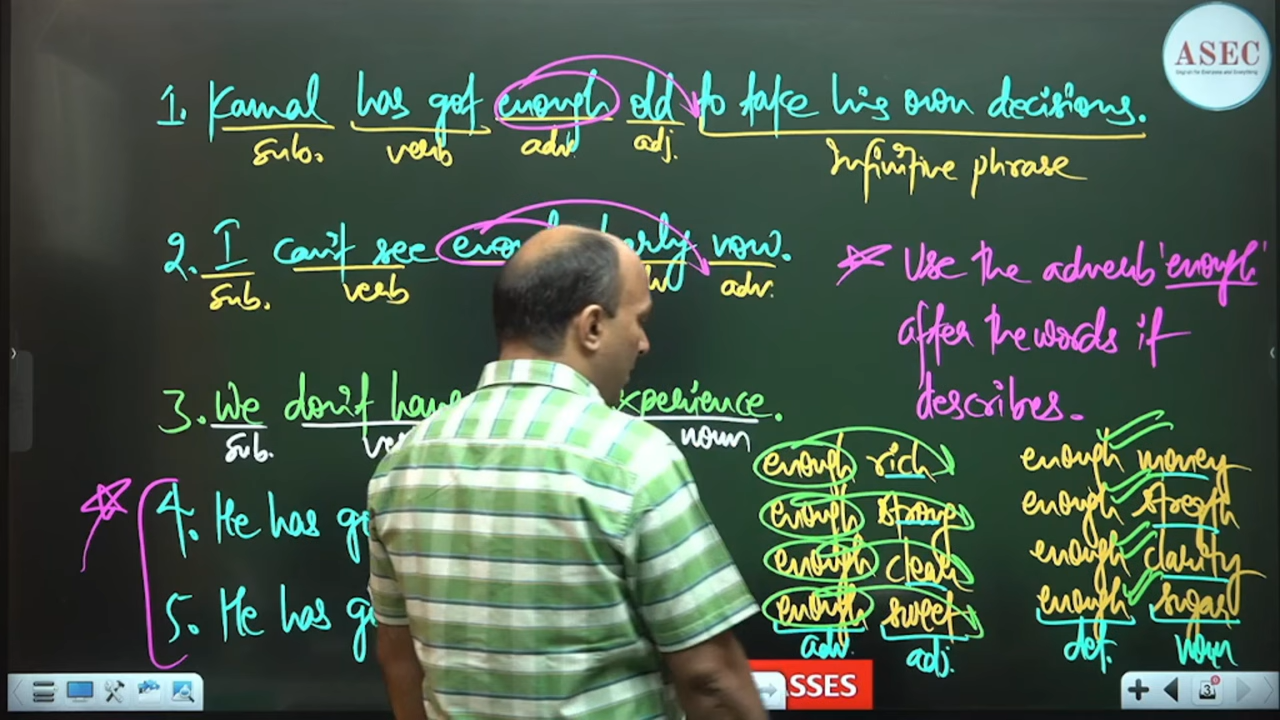 ASEC
1. Kamal has got enough old to take his own decisions.
sub. verb adv. adj. Infinitive phrase
2. I can't see now.
sub. verb adv.
* Use the adverb 'enough'
after the words if
describes.
3. We don't have experience.
sub. noun
4. He has
5. He has
enough rich
enough strong
enough clear
enough sweet
adv. adj.
enough money
enough stregth
enough clarity
enough sugar
det. noun
3